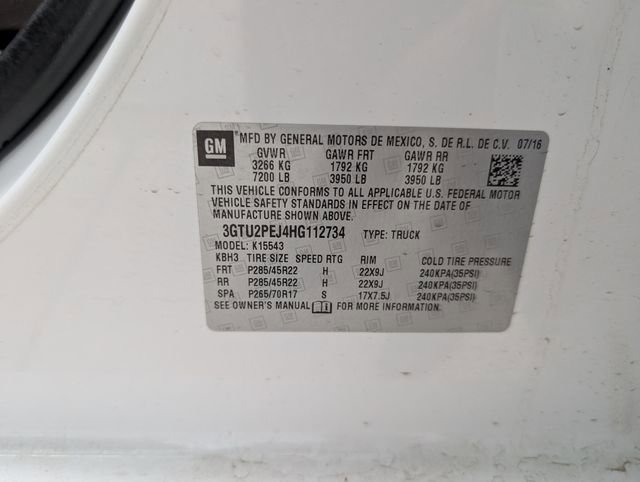 GM MFD BY GENERAL MOTORS DE MEXICO, S. DE R.L. DE C.V. 07/16
GVWR GAWR FRT GAWR RR
3266 KG 1792 KG 1792 KG
7200 LB 3950 LB 3950 LB
THIS VEHICLE CONFORMS TO ALL APPLICABLE U.S. FEDERAL MOTOR
VEHICLE SAFETY STANDARDS IN EFFECT ON THE DATE OF
MANUFACTURE SHOWN ABOVE.
3GTU2PEJ4HG112734 TYPE: TRUCK
MODEL: K15543
KBH3 TIRE SIZE SPEED RTG RIM COLD TIRE PRESSURE
FRT P285/45R22 H 22X9J 240KPA(35PSI)
RR P285/45R22 H 22X9J 240KPA(35PSI)
SPA P265/70R17 S 17X7.5J 240KPA(35PSI)
SEE OWNER'S MANUAL FOR MORE INFORMATION.